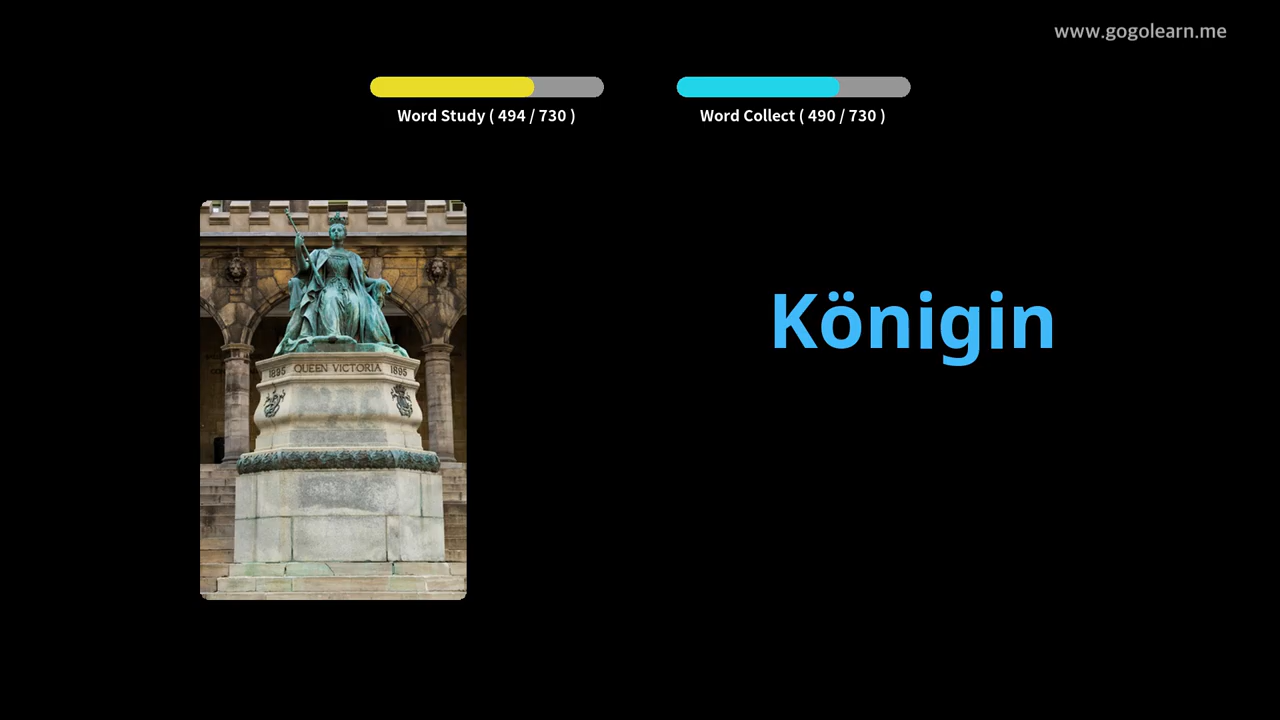 www.gogolearn.me
Word Study ( 494 / 730 )
Word Collect ( 490 / 730 )
Königin
1895 QUEEN VICTORIA 1895